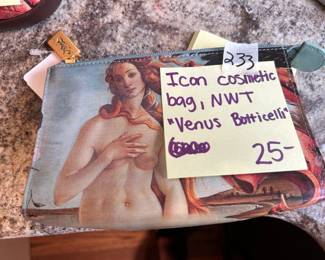 233
Icon cosmetic
bag, NWT
"Venus Botticelli"
25-